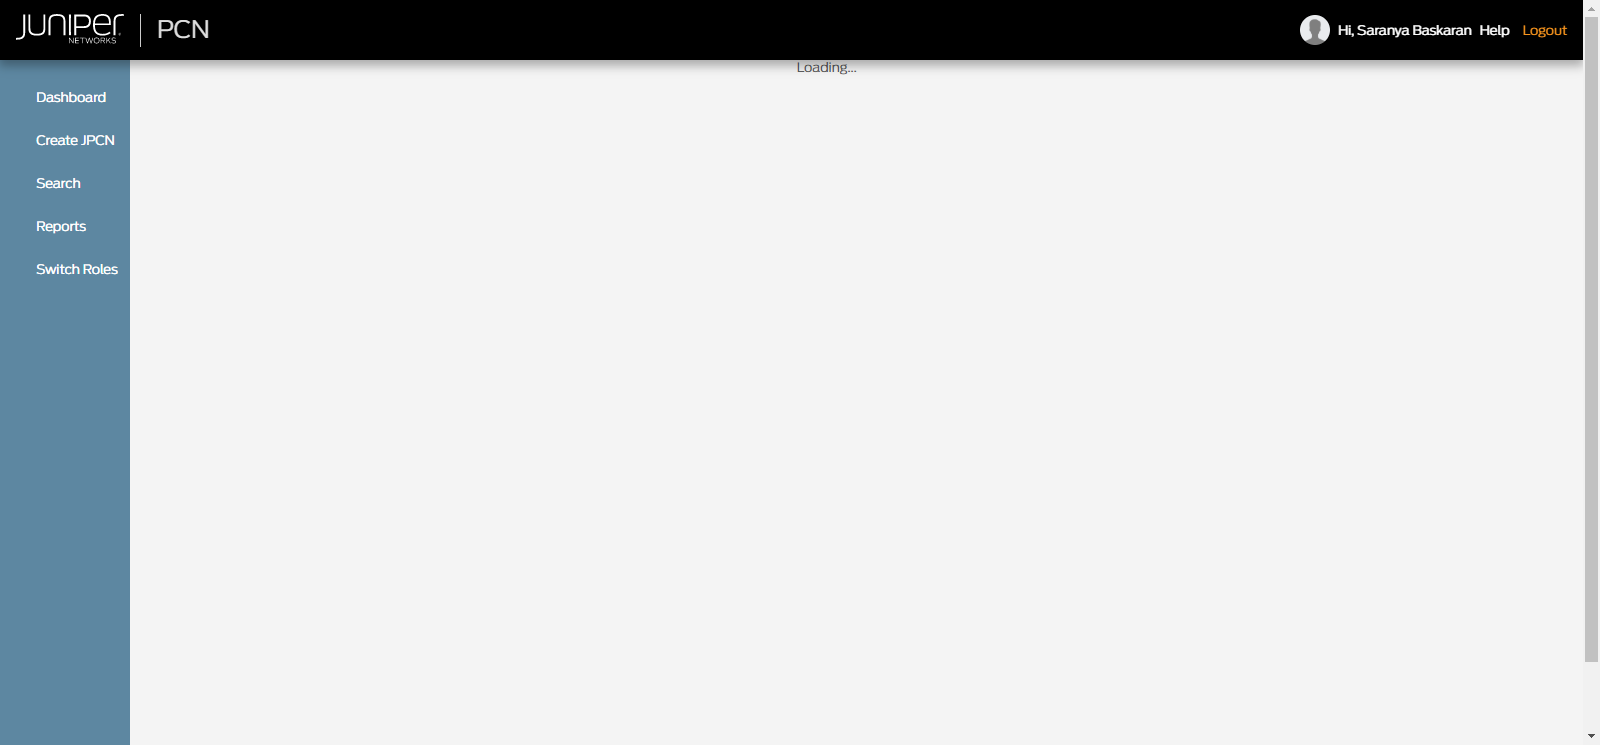 JUNIPER
NETWORKS
PCN
Hi, Saranya Baskaran Help Logout
Loading...
Dashboard
Create JPCN
Search
Reports
Switch Roles